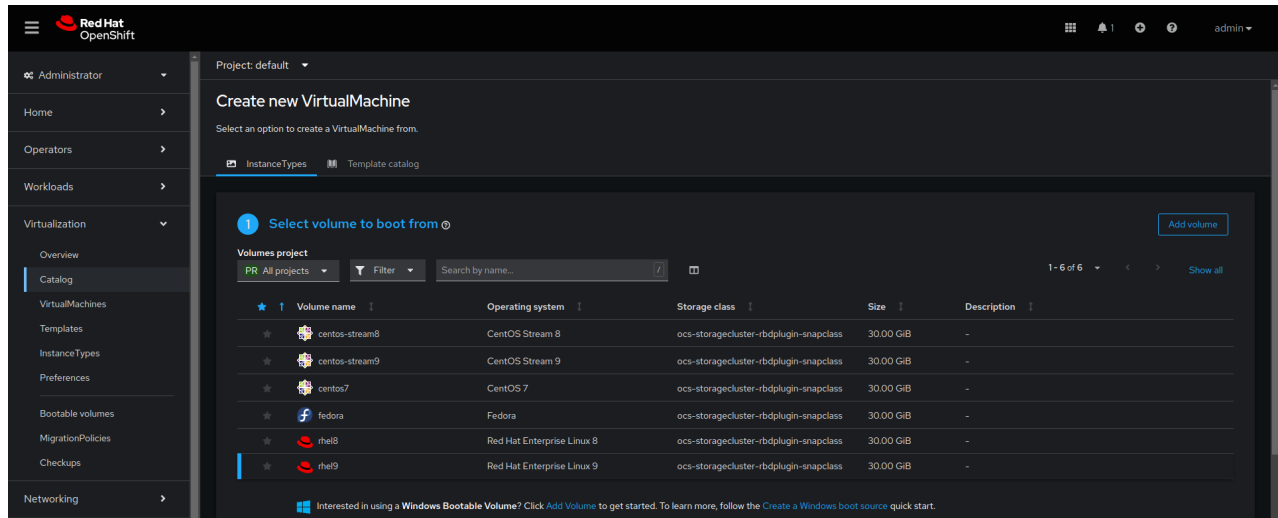 Red Hat
OpenShift
1
admin
Administrator
Home
Operators
Workloads
Virtualization
Overview
Catalog
VirtualMachines
Templates
InstanceTypes
Preferences
Bootable volumes
MigrationPolicies
Checkups
Networking
Project: default
Create new VirtualMachine
Select an option to create a VirtualMachine from.
InstanceTypes Template catalog
1 Select volume to boot from Add volume
Volumes project
PR All projects Filter Search by name... / 1 - 6 of 6 Show all
Volume name Operating system Storage class Size Description
centos-stream8 CentOS Stream 8 ocs-storagecluster-rbdplugin-snapclass 30.00 GiB -
centos-stream9 CentOS Stream 9 ocs-storagecluster-rbdplugin-snapclass 30.00 GiB -
centos7 CentOS 7 ocs-storagecluster-rbdplugin-snapclass 30.00 GiB -
fedora Fedora ocs-storagecluster-rbdplugin-snapclass 30.00 GiB -
rhel8 Red Hat Enterprise Linux 8 ocs-storagecluster-rbdplugin-snapclass 30.00 GiB -
rhel9 Red Hat Enterprise Linux 9 ocs-storagecluster-rbdplugin-snapclass 30.00 GiB -
Interested in using a Windows Bootable Volume? Click Add Volume to get started. To learn more, follow the Create a Windows boot source quick start.